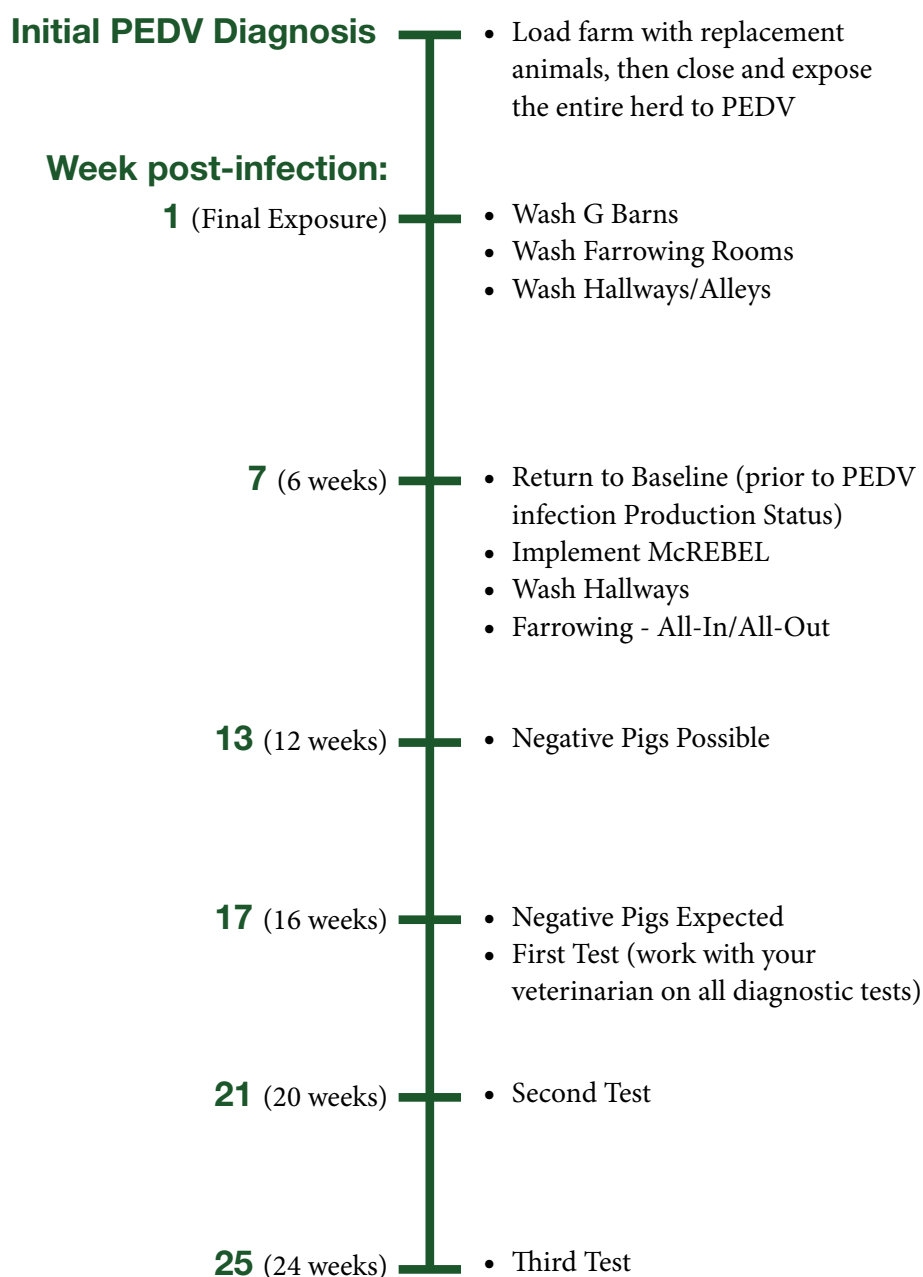 Initial PEDV Diagnosis
• Load farm with replacement
animals, then close and expose
the entire herd to PEDV
Week post-infection:
1 (Final Exposure)
• Wash G Barns
• Wash Farrowing Rooms
• Wash Hallways/Alleys
7 (6 weeks)
• Return to Baseline (prior to PEDV
infection Production Status)
• Implement McREBEL
• Wash Hallways
• Farrowing - All-In/All-Out
13 (12 weeks)
• Negative Pigs Possible
17 (16 weeks)
• Negative Pigs Expected
• First Test (work with your
veterinarian on all diagnostic tests)
21 (20 weeks)
• Second Test
25 (24 weeks)
• Third Test